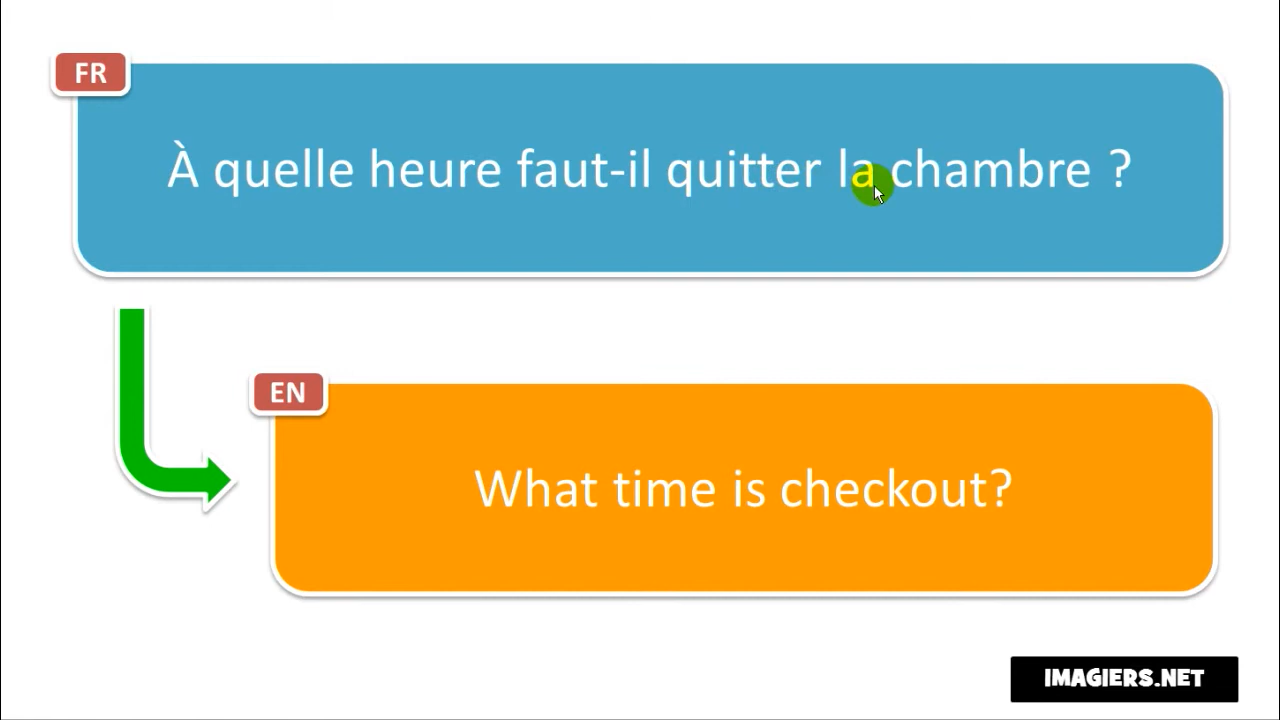 FR
À quelle heure faut-il quitter la chambre ?
EN
What time is checkout?
IMAGIERS.NET